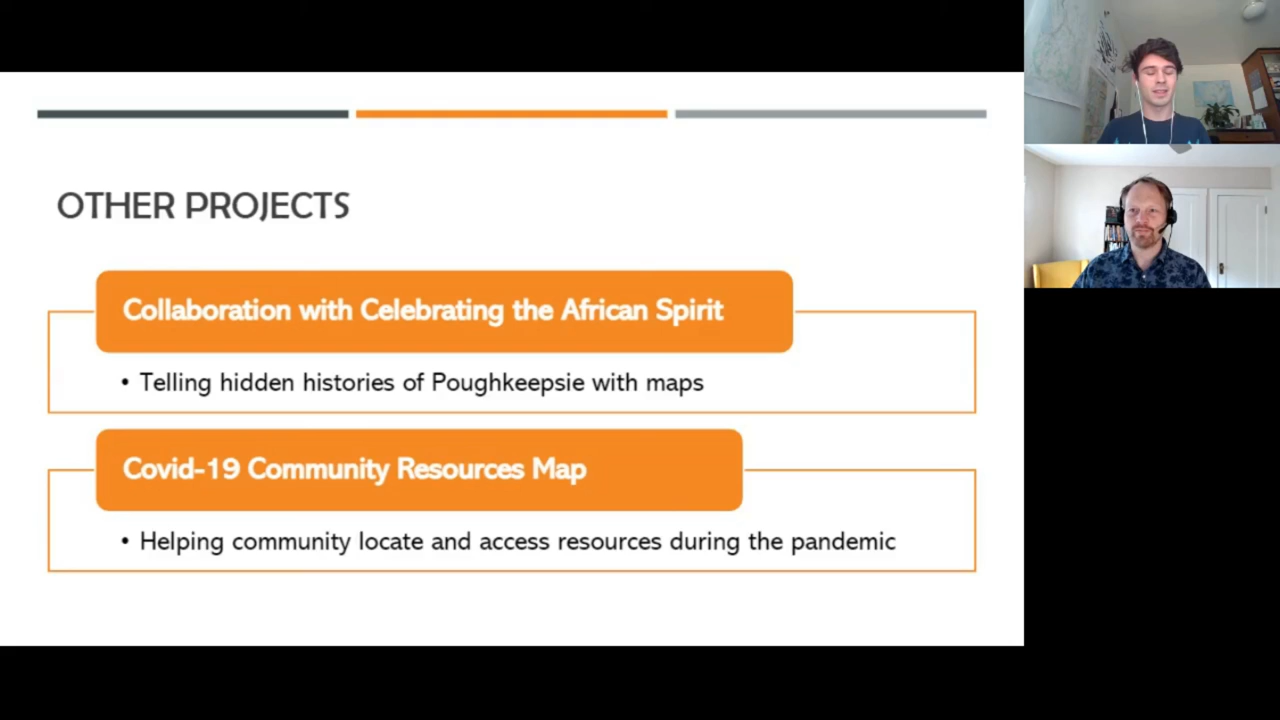 OTHER PROJECTS
Collaboration with Celebrating the African Spirit
• Telling hidden histories of Poughkeepsie with maps
Covid-19 Community Resources Map
• Helping community locate and access resources during the pandemic